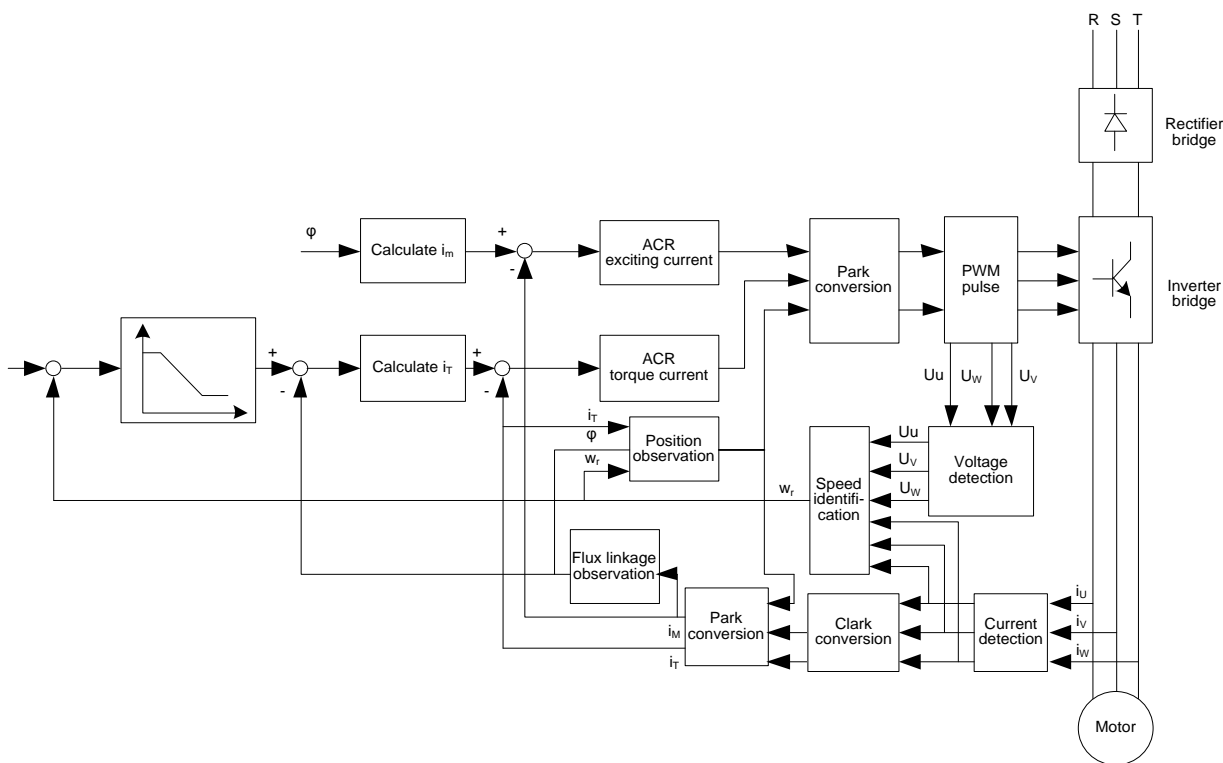 R S T
Rectifier
bridge
φ
Calculate im
+
-
ACR
exciting current
Park
conversion
PWM
pulse
Inverter
bridge
+
-
Calculate iT
+
-
ACR
torque current
Uu
UW
UV
iT
φ
wr
Position
observation
wr
Speed
identifi-
cation
Uu
UV
UW
Voltage
detection
Flux linkage
observation
Park
conversion
iM
iT
Clark
conversion
Current
detection
iU
iV
iW
Motor